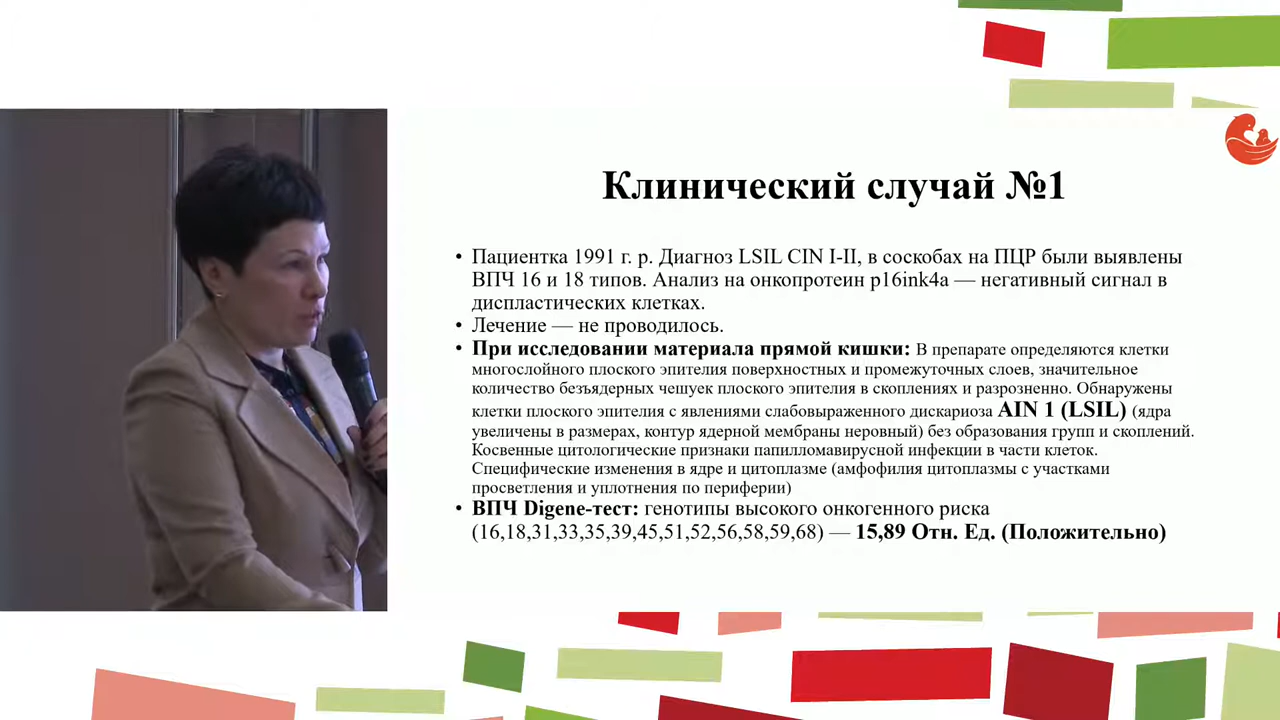 Клинический случай №1
• Пациентка 1991 г. р. Диагноз LSIL CIN I-II, в соскобах на ПЦР были выявлены
ВПЧ 16 и 18 типов. Анализ на онкопротеин p16ink4a — негативный сигнал в
диспластических клетках.
• Лечение — не проводилось.
• При исследовании материала прямой кишки: В препарате определяются клетки
многослойного плоского эпителия поверхностных и промежуточных слоев, значительное
количество безъядерных чешуек плоского эпителия в скоплениях и разрозненно. Обнаружены
клетки плоского эпителия с явлениями слабовыраженного дискариоза AIN 1 (LSIL) (ядра
увеличены в размерах, контур ядерной мембраны неровный) без образования групп и скоплений.
Косвенные цитологические признаки папилломавирусной инфекции в части клеток.
Специфические изменения в ядре и цитоплазме (амфофилия цитоплазмы с участками
просветления и уплотнения по периферии)
• ВПЧ Digene-тест: генотипы высокого онкогенного риска
(16,18,31,33,35,39,45,51,52,56,58,59,68) — 15,89 Отн. Ед. (Положительно)